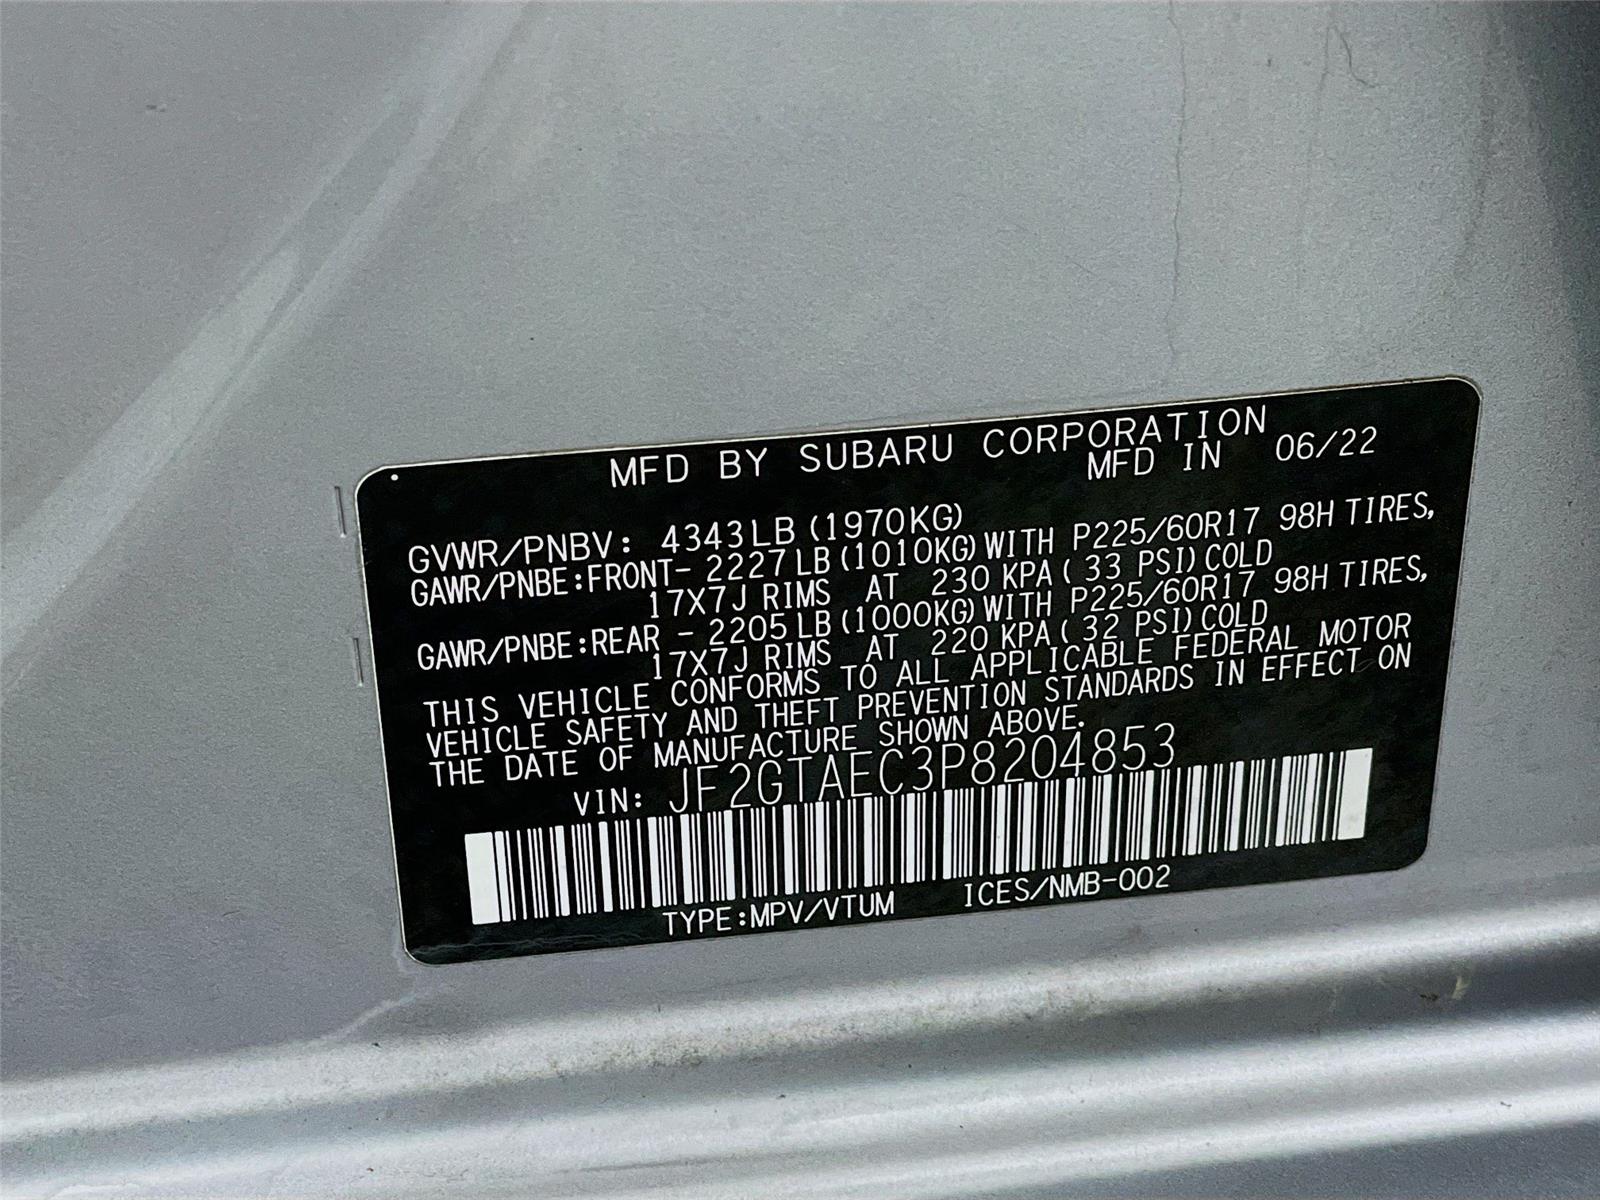 MFD BY SUBARU CORPORATION
MFD IN 06/22
GVWR/PNBV: 4343LB (1970KG)
GAWR/PNBE:FRONT- 2227LB (1010KG) WITH P225/60R17 98H TIRES,
17X7J RIMS AT 230 KPA ( 33 PSI) COLD
GAWR/PNBE:REAR - 2205LB (1000KG) WITH P225/60R17 98H TIRES,
17X7J RIMS AT 220 KPA ( 32 PSI) COLD
THIS VEHICLE CONFORMS TO ALL APPLICABLE FEDERAL MOTOR
VEHICLE SAFETY AND THEFT PREVENTION STANDARDS IN EFFECT ON
THE DATE OF MANUFACTURE SHOWN ABOVE.
VIN: JF2GTAEC3P8204853
TYPE:MPV/VTUM ICES/NMB-002